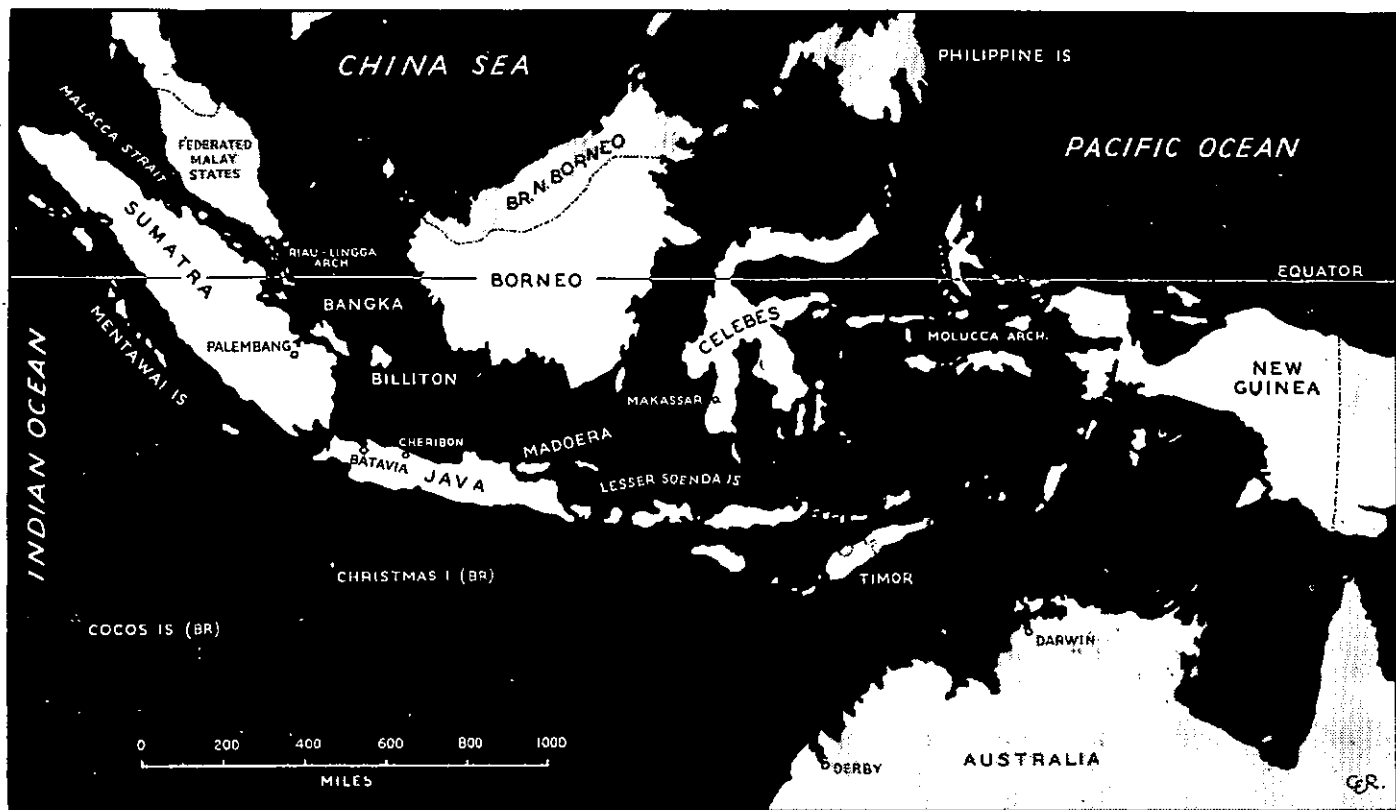 CHINA SEA
PHILIPPINE IS
MALACCA STRAIT
FEDERATED
MALAY
STATES
PACIFIC OCEAN
BR. N. BORNEO
SUMATRA
RIAU-LINGGA
ARCH
BORNEO
EQUATOR
BANGKA
CELEBES
MOLUCCA ARCH.
MENTAWAI IS
PALEMBANG
BILLITON
NEW
GUINEA
MAKASSAR
INDIAN OCEAN
CHERIBON
MADOERA
BATAVIA
JAVA
LESSER SOENDA IS
CHRISTMAS I (BR)
TIMOR
COCOS IS (BR)
DARWIN
0 200 400 600 800 1000
MILES
DERBY
AUSTRALIA
GER.